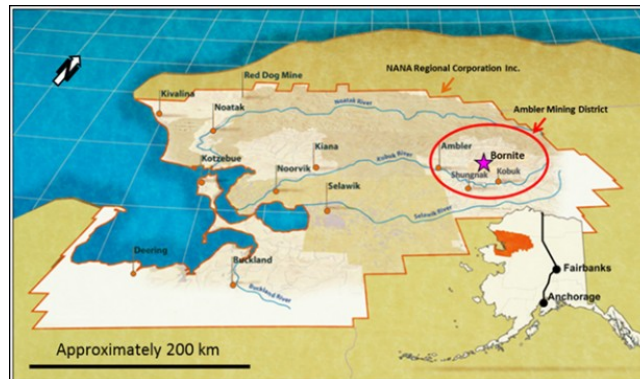 N
NANA Regional Corporation Inc.
Red Dog Mine
Kivalina
Noatak River
Ambler Mining District
Noatak
Kiana
Ambler
Bornite
Kotzebue
Noorvik
Kobuk River
Shungnak
Kobuk
Selawik
Selawik River
Deering
Buckland
Buckland River
Fairbanks
Anchorage
Approximately 200 km